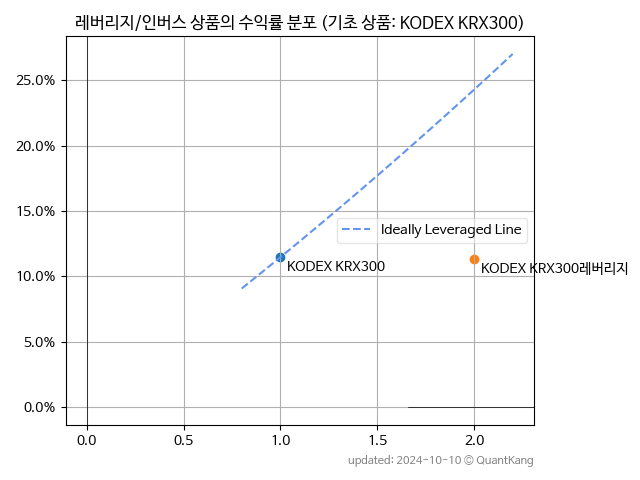 레버리지/인버스 상품의 수익률 분포 (기초 상품: KODEX KRX300)
25.0%
20.0%
15.0%
10.0%
5.0%
0.0%
Ideally Leveraged Line
KODEX KRX300
KODEX KRX300레버리지
0.0 0.5 1.0 1.5 2.0
updated: 2024-10-10 © QuantKang